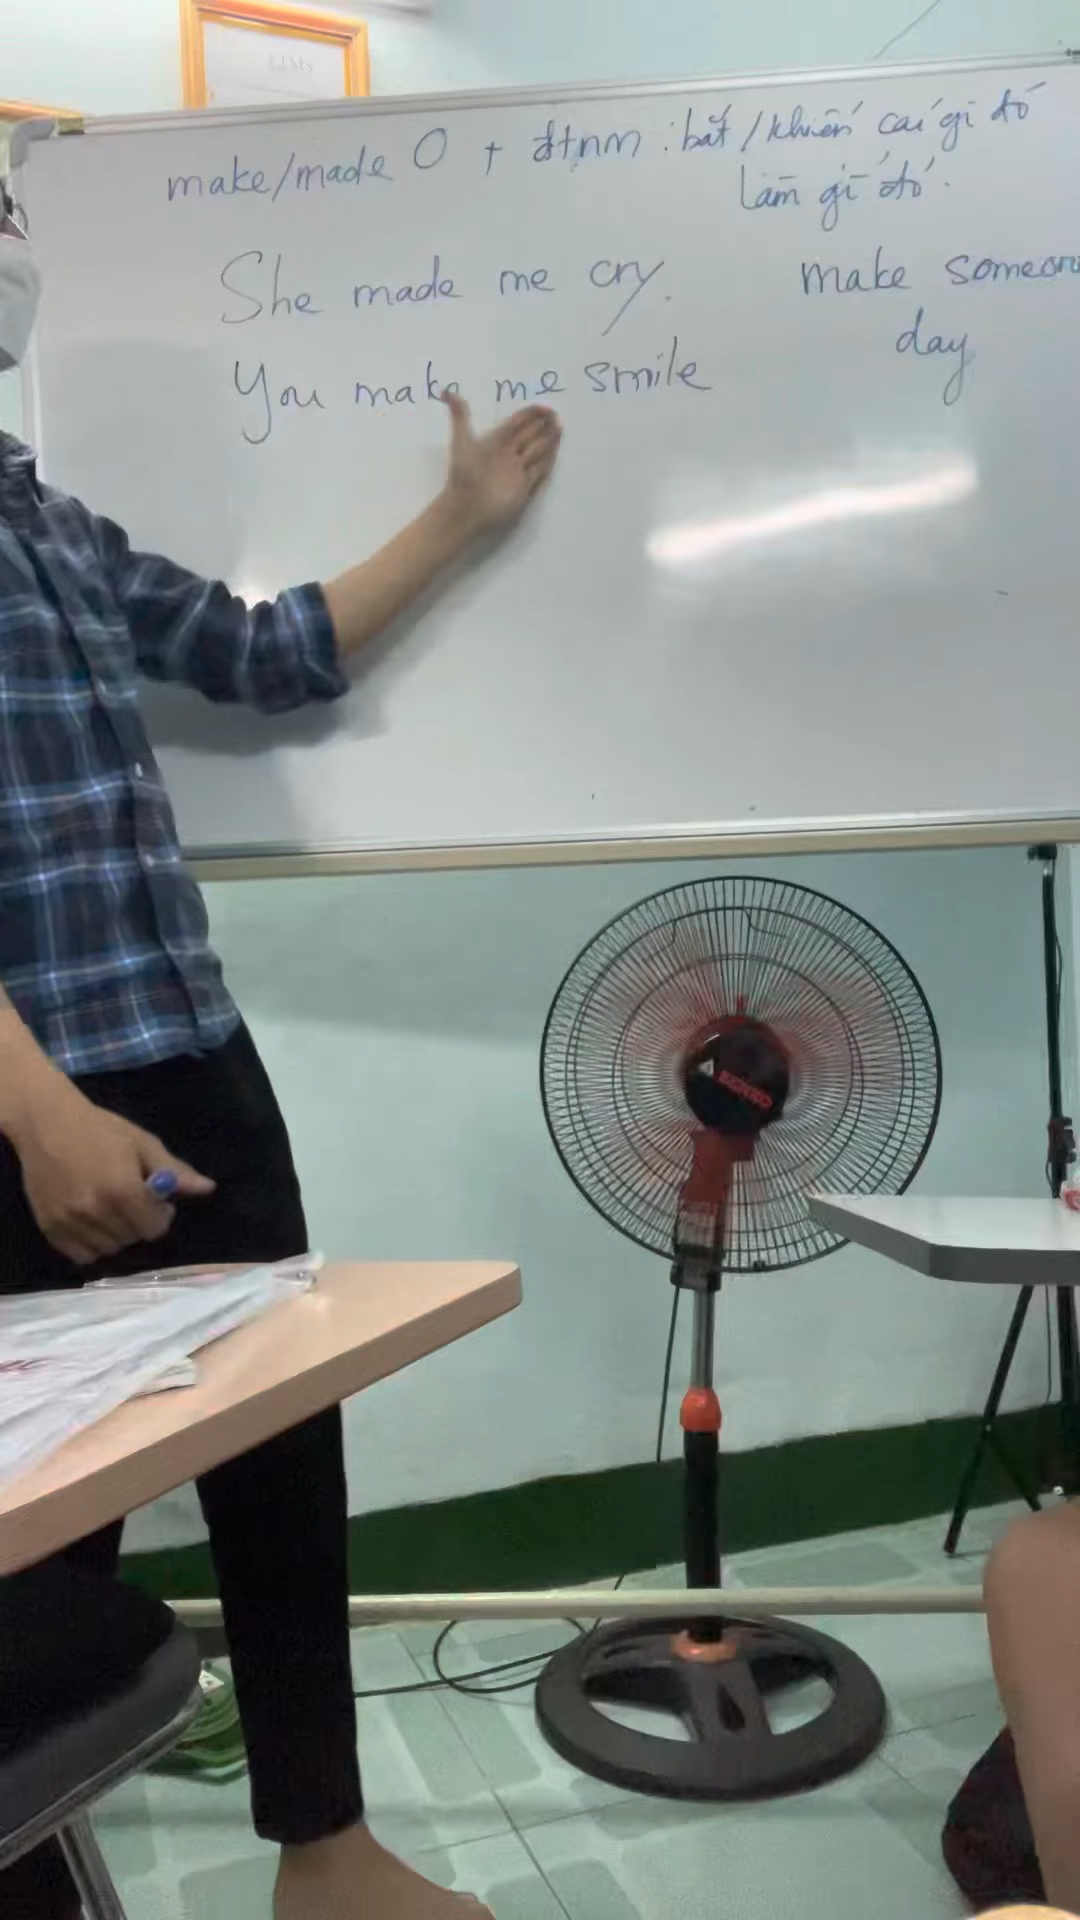 make/made O + đtnm : bắt/khiến cái gì đó
làm gì đó.
She made me cry.
You make me smile
make someone
day